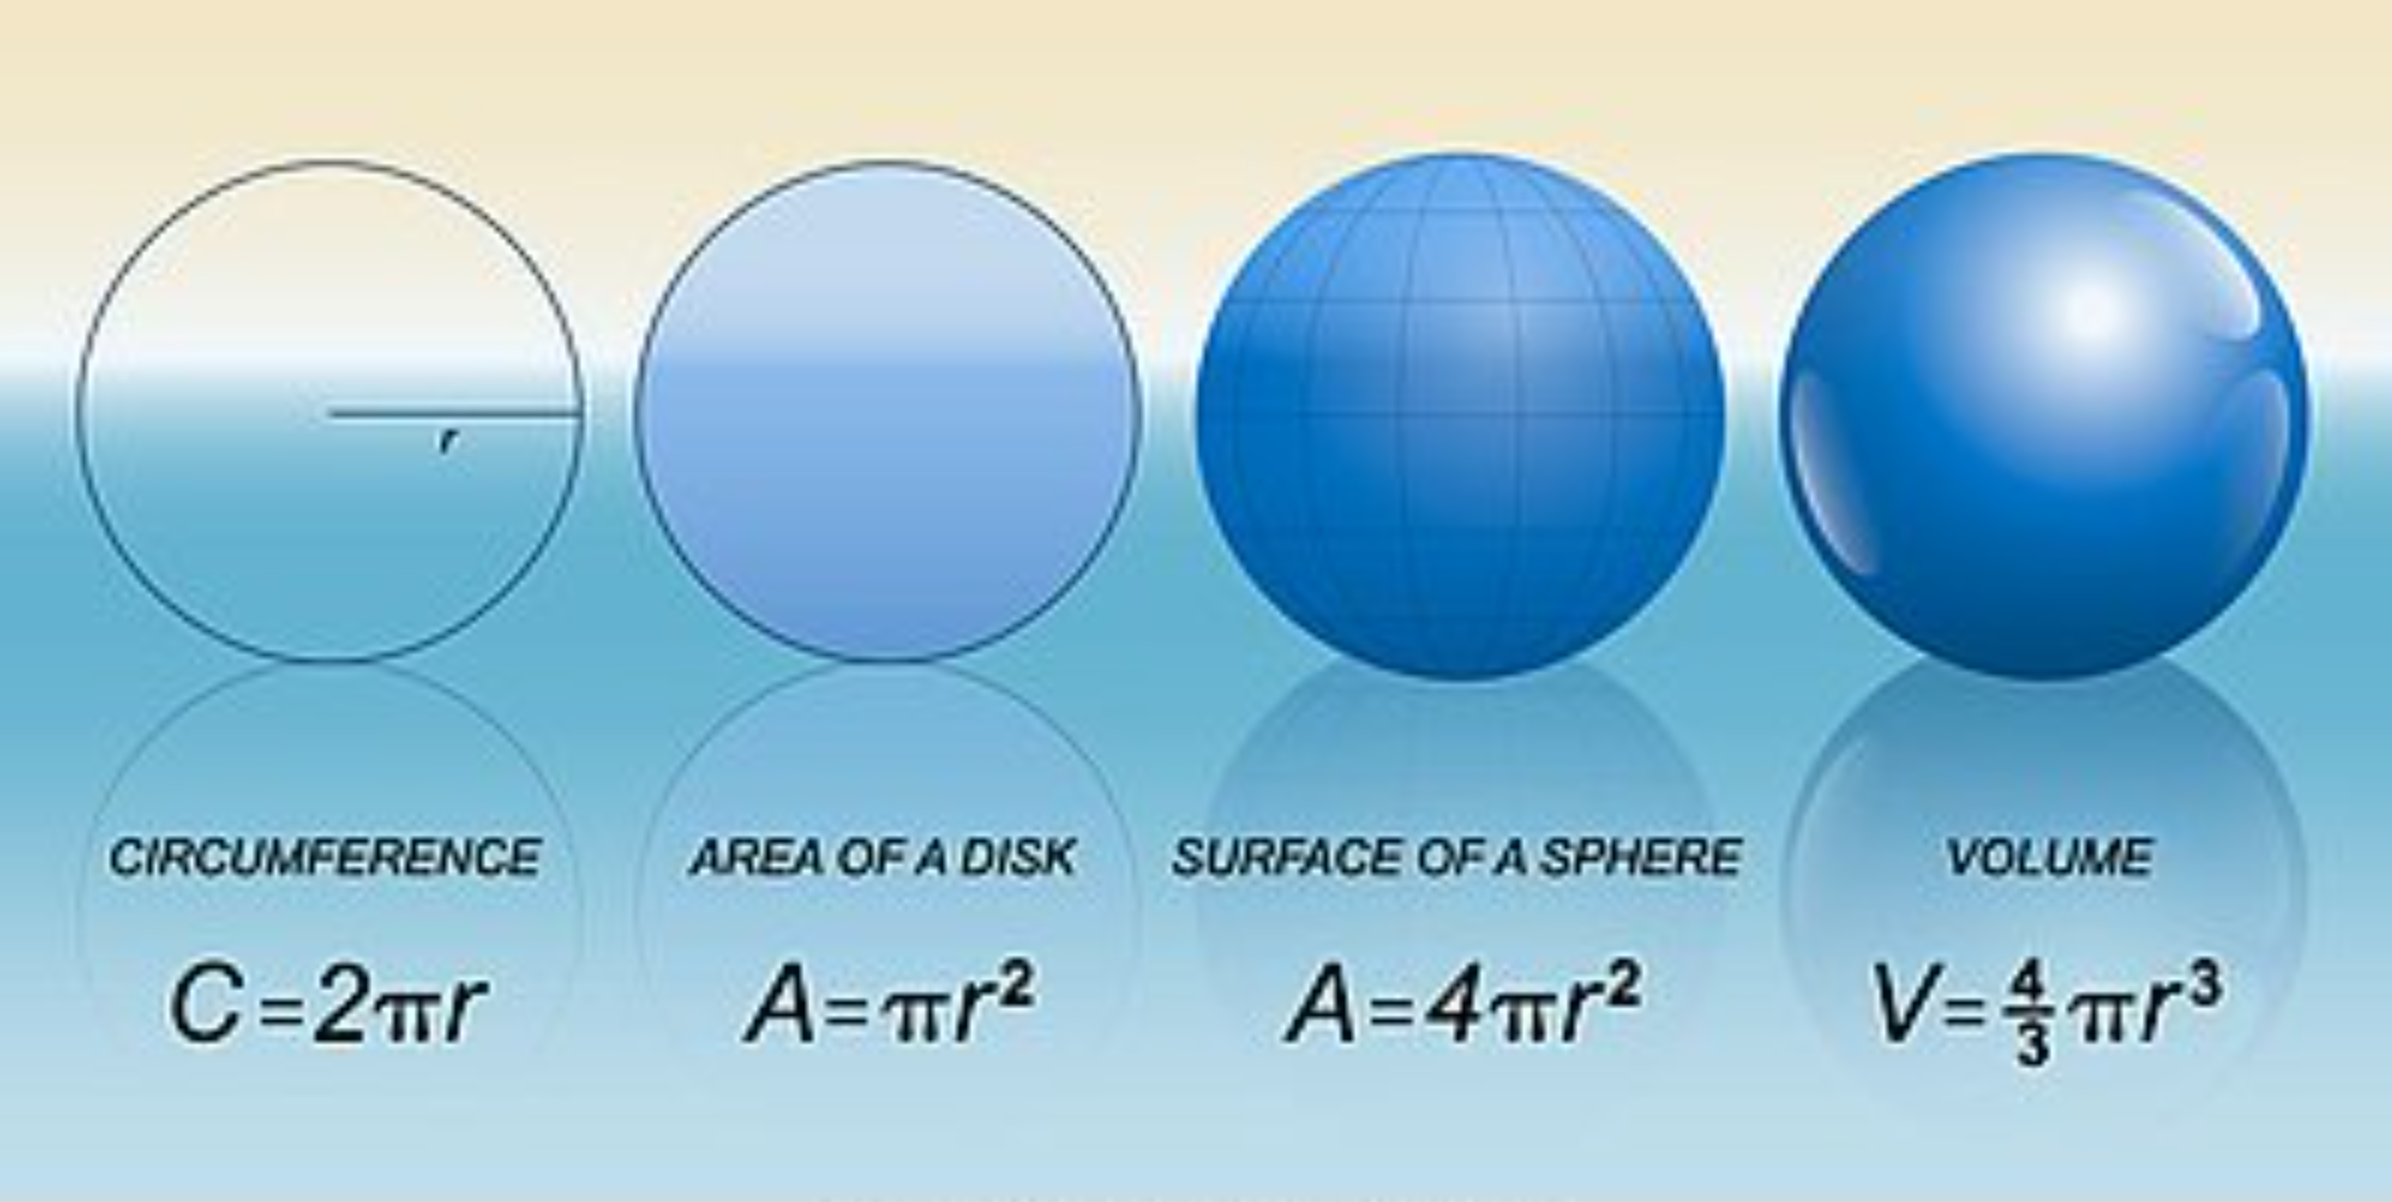 r
CIRCUMFERENCE
C=2πr
AREA OF A DISK
A=πr²
SURFACE OF A SPHERE
A=4πr²
VOLUME
V=4/3πr³